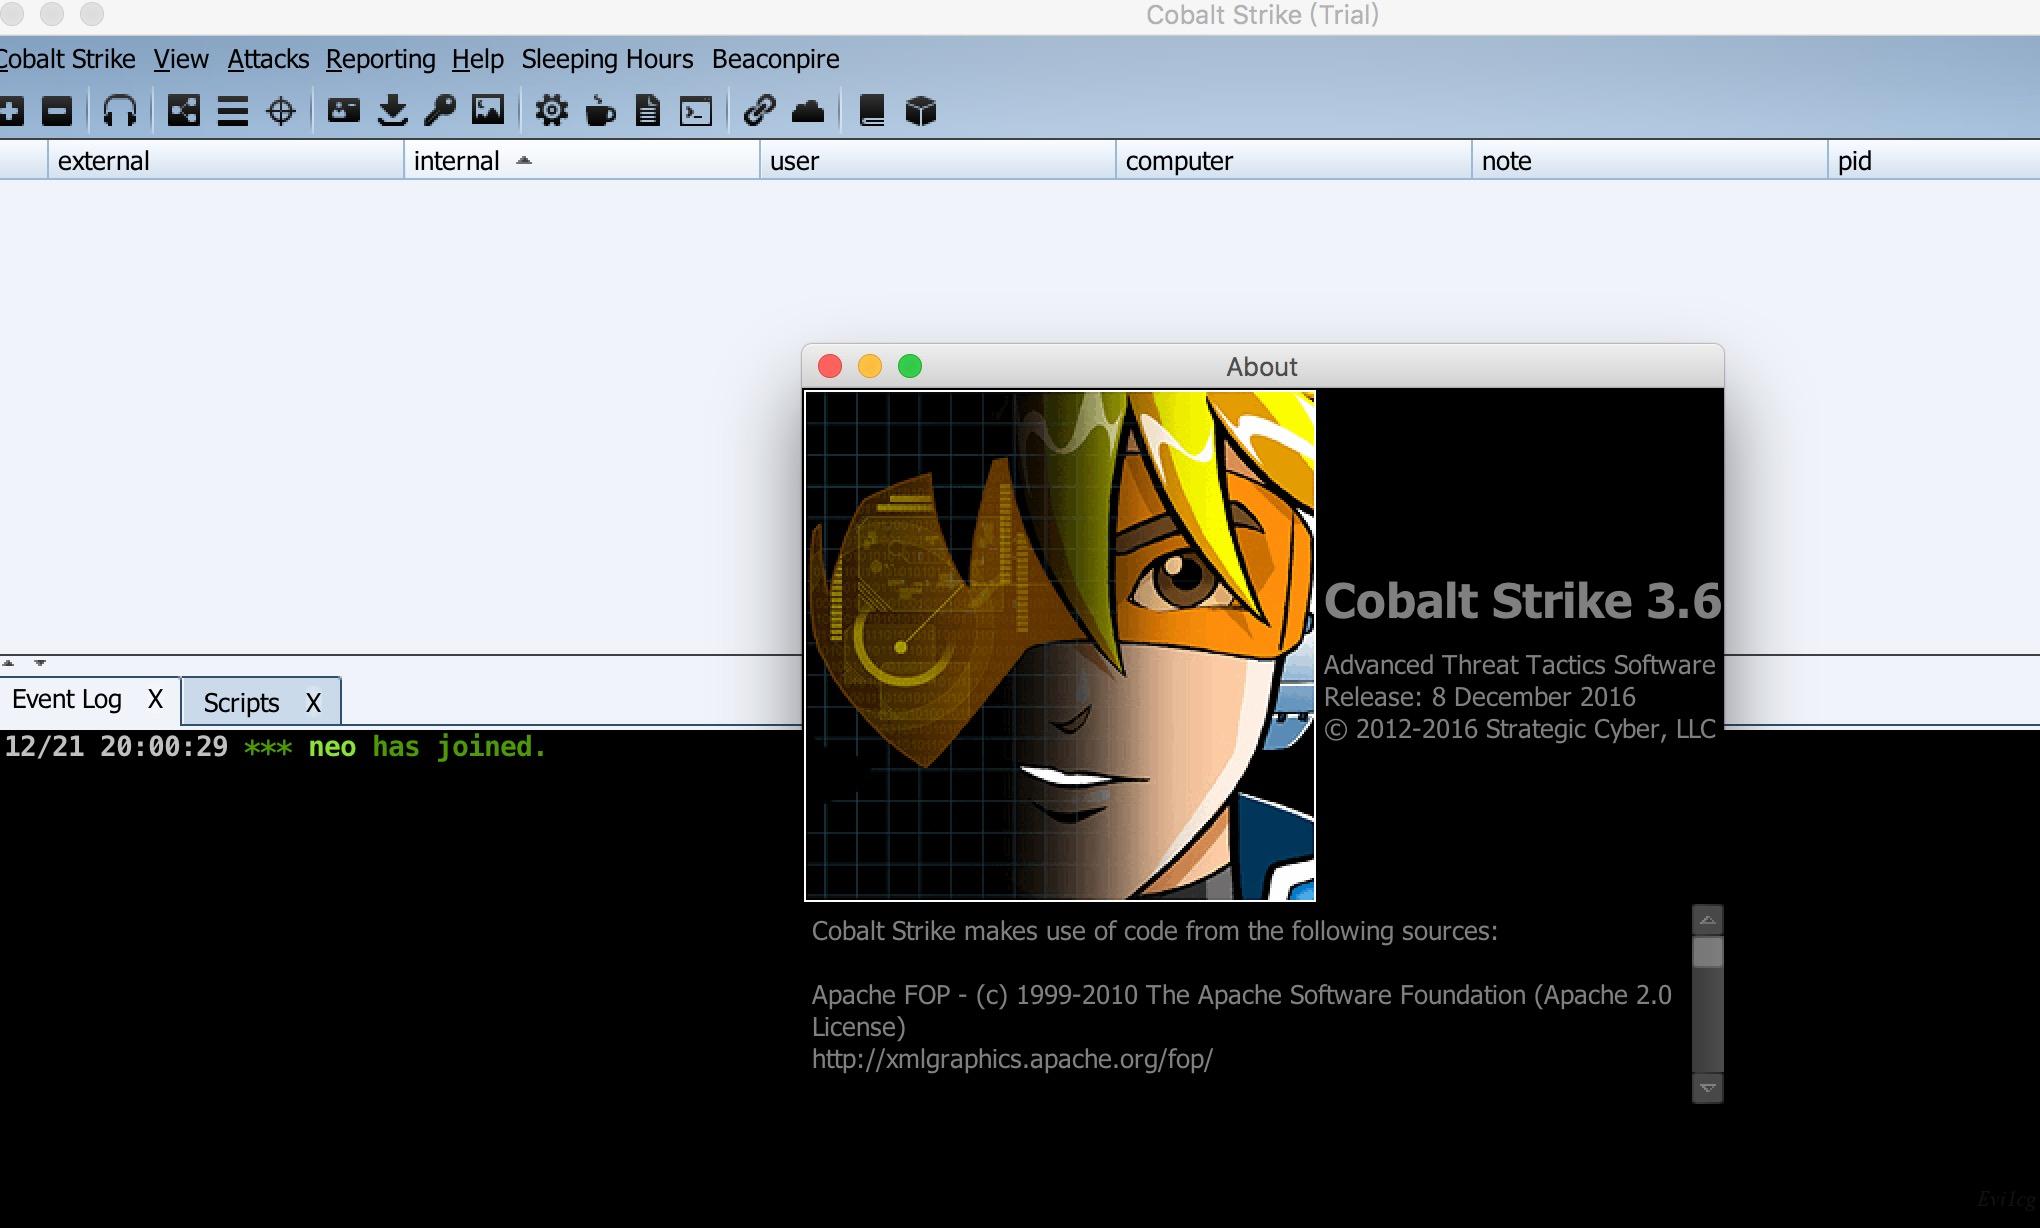 Cobalt Strike (Trial)
Cobalt Strike View Attacks Reporting Help Sleeping Hours Beaconpire
external internal user computer note pid
About
Cobalt Strike 3.6
Advanced Threat Tactics Software
Release: 8 December 2016
© 2012-2016 Strategic Cyber, LLC
Event Log X Scripts X
12/21 20:00:29 *** neo has joined.
Cobalt Strike makes use of code from the following sources:
Apache FOP - (c) 1999-2010 The Apache Software Foundation (Apache 2.0
License)
http://xmlgraphics.apache.org/fop/